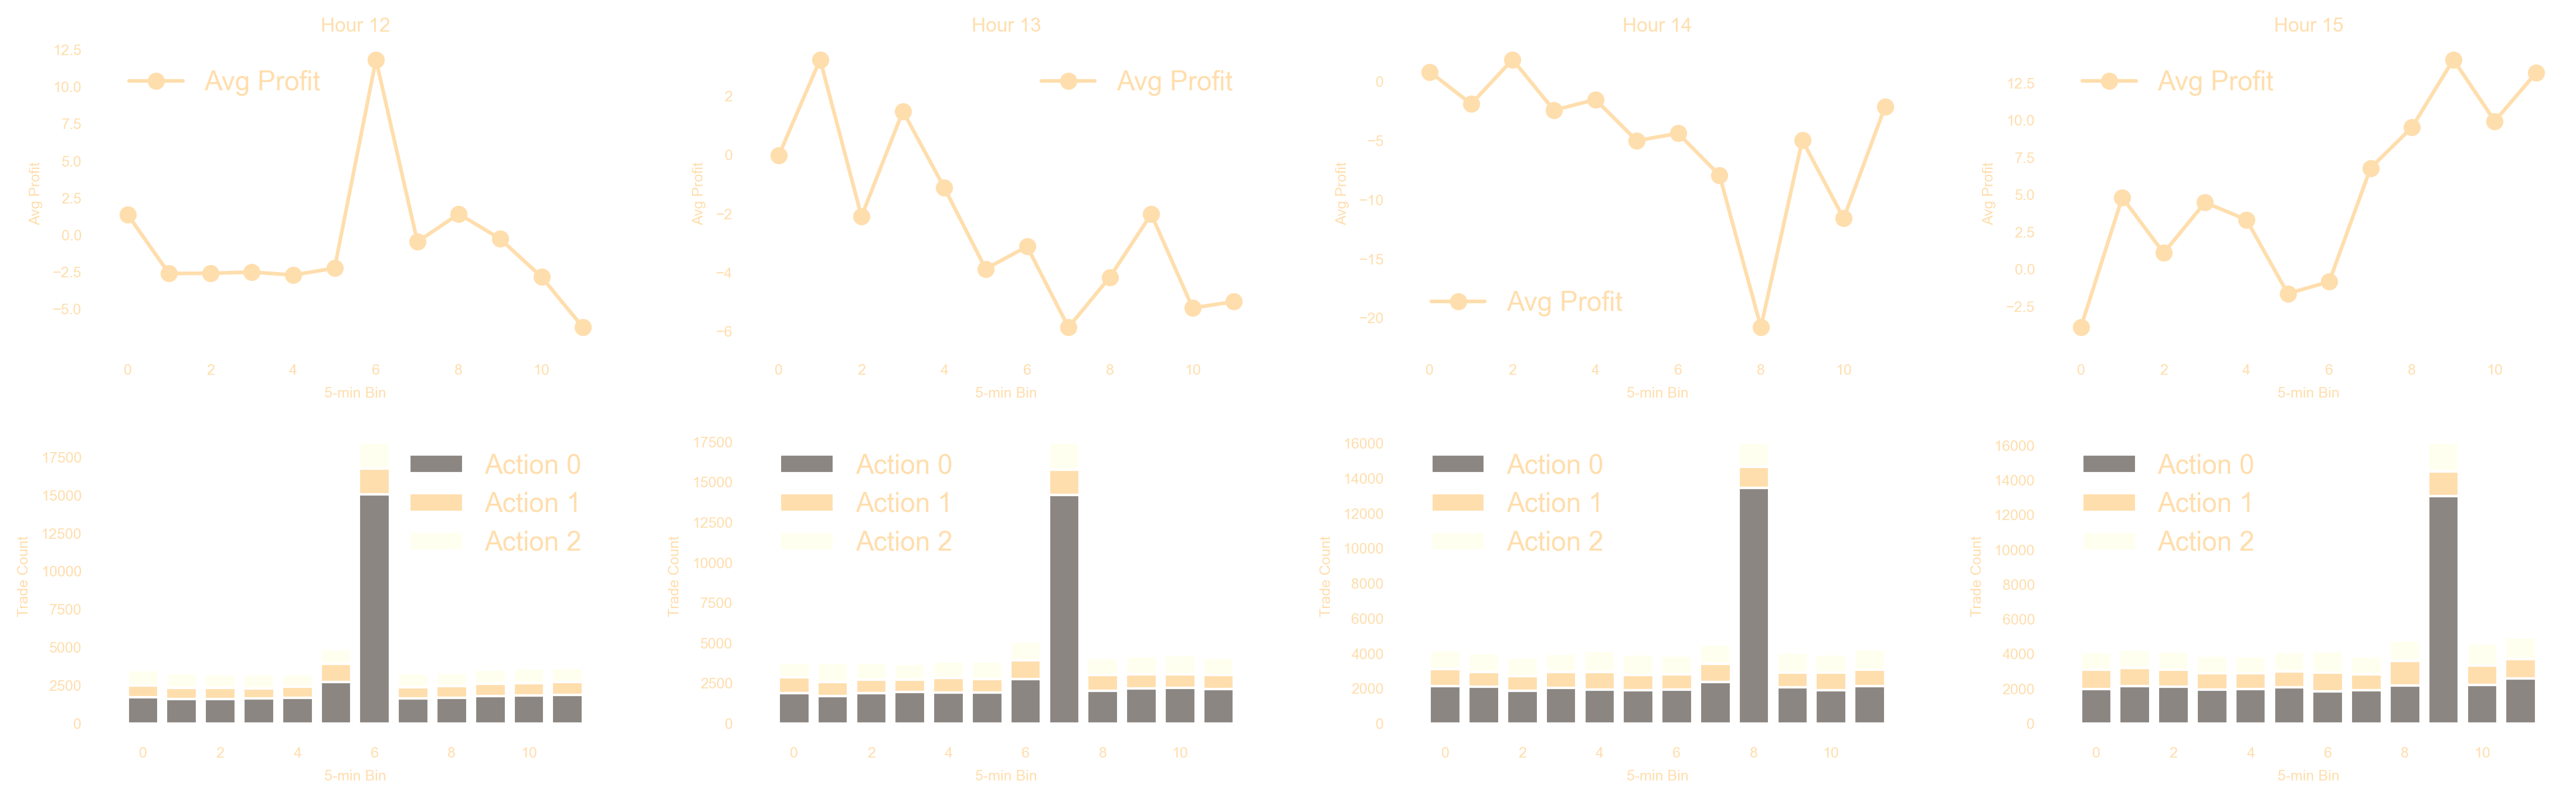 Hour 12
12.5
10.0
7.5
5.0
2.5
0.0
−2.5
−5.0
Avg Profit
Avg Profit
0 2 4 6 8 10
5-min Bin
Hour 13
2
0
−2
−4
−6
Avg Profit
Avg Profit
0 2 4 6 8 10
5-min Bin
Hour 14
0
−5
−10
−15
−20
Avg Profit
Avg Profit
0 2 4 6 8 10
5-min Bin
Hour 15
12.5
10.0
7.5
5.0
2.5
0.0
−2.5
Avg Profit
Avg Profit
0 2 4 6 8 10
5-min Bin
17500
15000
12500
10000
7500
5000
2500
0
Trade Count
Action 0
Action 1
Action 2
0 2 4 6 8 10
5-min Bin
17500
15000
12500
10000
7500
5000
2500
0
Trade Count
Action 0
Action 1
Action 2
0 2 4 6 8 10
5-min Bin
16000
14000
12000
10000
8000
6000
4000
2000
0
Trade Count
Action 0
Action 1
Action 2
0 2 4 6 8 10
5-min Bin
16000
14000
12000
10000
8000
6000
4000
2000
0
Trade Count
Action 0
Action 1
Action 2
0 2 4 6 8 10
5-min Bin